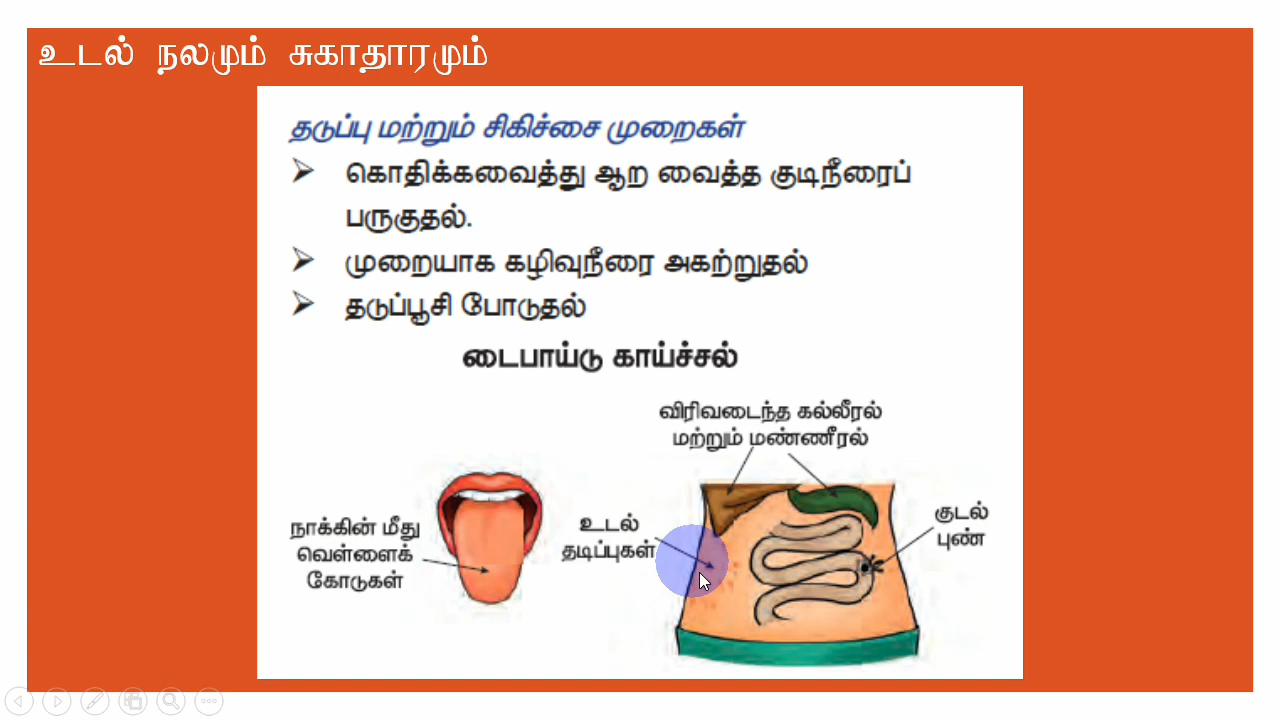 உடல் நலமும் சுகாதாரமும்
தடுப்பு மற்றும் சிகிச்சை முறைகள்
➢ கொதிக்கவைத்து ஆற வைத்த குடிநீரைப்
பருகுதல்.
➢ முறையாக கழிவுநீரை அகற்றுதல்
➢ தடுப்பூசி போடுதல்
டைபாய்டு காய்ச்சல்
விரிவடைந்த கல்லீரல்
மற்றும் மண்ணீரல்
நாக்கின் மீது
வெள்ளைக்
கோடுகள்
உடல்
தடிப்புகள்
குடல்
புண்